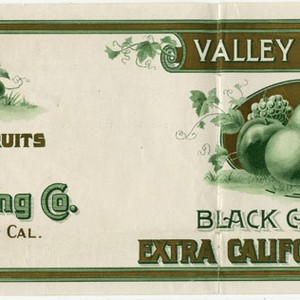 RUITS
ng Co.
Cal.
VALLEY
BLACK G
EXTRA CALIFO